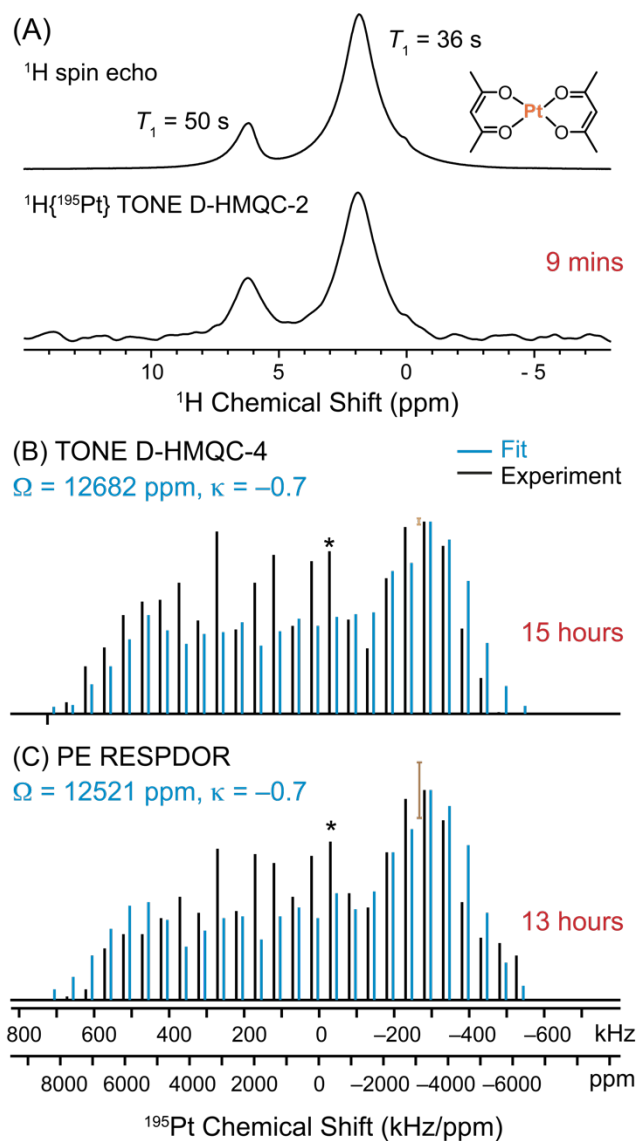 (A)
¹H spin echo
T₁ = 50 s
T₁ = 36 s
O O
Pt
O O
¹H{¹⁹⁵Pt} TONE D-HMQC-2
9 mins
10 5 0 - 5
¹H Chemical Shift (ppm)
(B) TONE D-HMQC-4
Ω = 12682 ppm, κ = –0.7
Fit
Experiment
*
15 hours
(C) PE RESPDOR
Ω = 12521 ppm, κ = –0.7
*
13 hours
800 600 400 200 0 –200 –400 –600 kHz
8000 6000 4000 2000 0 –2000 –4000 –6000 ppm
¹⁹⁵Pt Chemical Shift (kHz/ppm)